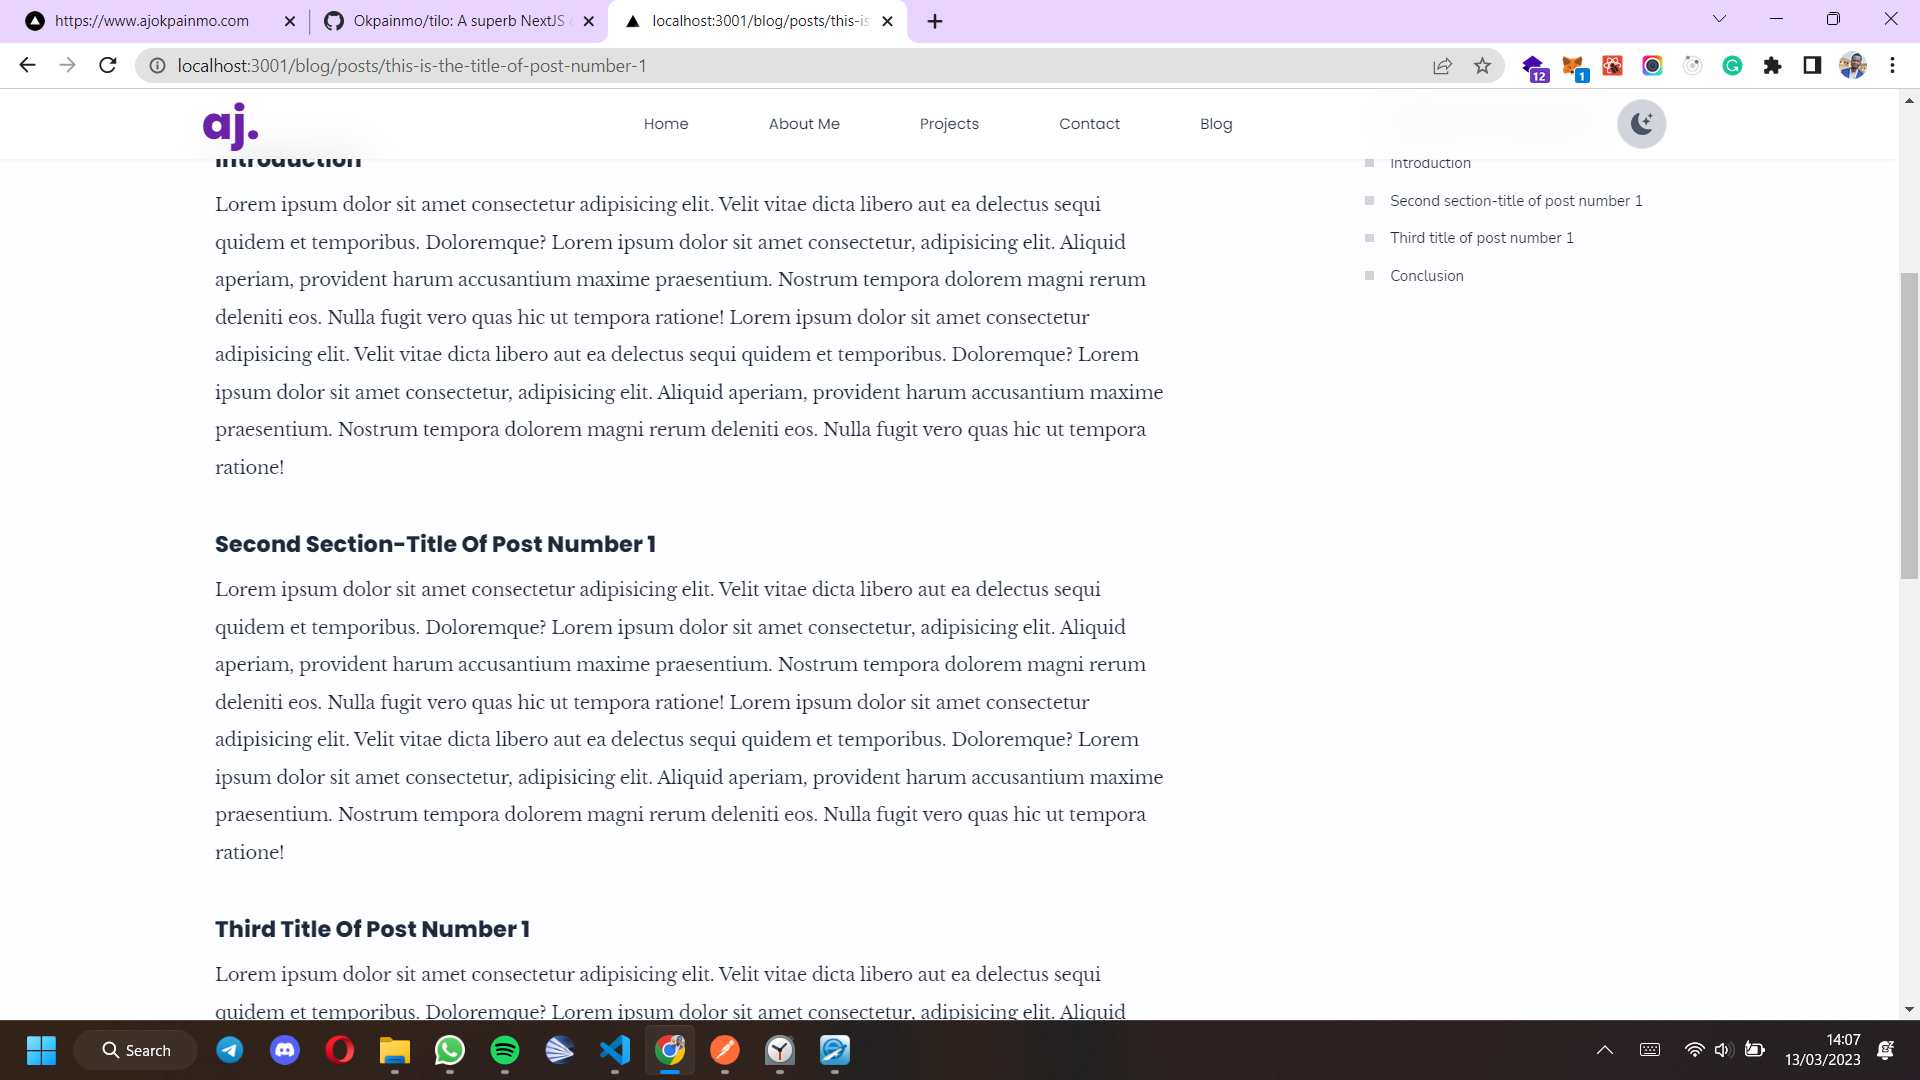 https://www.ajokpainmo.com
Okpainmo/tilo: A superb NextJS
localhost:3001/blog/posts/this-is
localhost:3001/blog/posts/this-is-the-title-of-post-number-1
12
1
aj.
Home
About Me
Projects
Contact
Blog
Introduction
Lorem ipsum dolor sit amet consectetur adipisicing elit. Velit vitae dicta libero aut ea delectus sequi
quidem et temporibus. Doloremque? Lorem ipsum dolor sit amet consectetur, adipisicing elit. Aliquid
aperiam, provident harum accusantium maxime praesentium. Nostrum tempora dolorem magni rerum
deleniti eos. Nulla fugit vero quas hic ut tempora ratione! Lorem ipsum dolor sit amet consectetur
adipisicing elit. Velit vitae dicta libero aut ea delectus sequi quidem et temporibus. Doloremque? Lorem
ipsum dolor sit amet consectetur, adipisicing elit. Aliquid aperiam, provident harum accusantium maxime
praesentium. Nostrum tempora dolorem magni rerum deleniti eos. Nulla fugit vero quas hic ut tempora
ratione!
Second Section-Title Of Post Number 1
Lorem ipsum dolor sit amet consectetur adipisicing elit. Velit vitae dicta libero aut ea delectus sequi
quidem et temporibus. Doloremque? Lorem ipsum dolor sit amet consectetur, adipisicing elit. Aliquid
aperiam, provident harum accusantium maxime praesentium. Nostrum tempora dolorem magni rerum
deleniti eos. Nulla fugit vero quas hic ut tempora ratione! Lorem ipsum dolor sit amet consectetur
adipisicing elit. Velit vitae dicta libero aut ea delectus sequi quidem et temporibus. Doloremque? Lorem
ipsum dolor sit amet consectetur, adipisicing elit. Aliquid aperiam, provident harum accusantium maxime
praesentium. Nostrum tempora dolorem magni rerum deleniti eos. Nulla fugit vero quas hic ut tempora
ratione!
Third Title Of Post Number 1
Lorem ipsum dolor sit amet consectetur adipisicing elit. Velit vitae dicta libero aut ea delectus sequi
quidem et temporibus. Doloremque? Lorem ipsum dolor sit amet consectetur, adipisicing elit. Aliquid
Introduction
Second section-title of post number 1
Third title of post number 1
Conclusion
Search
14:07
13/03/2023